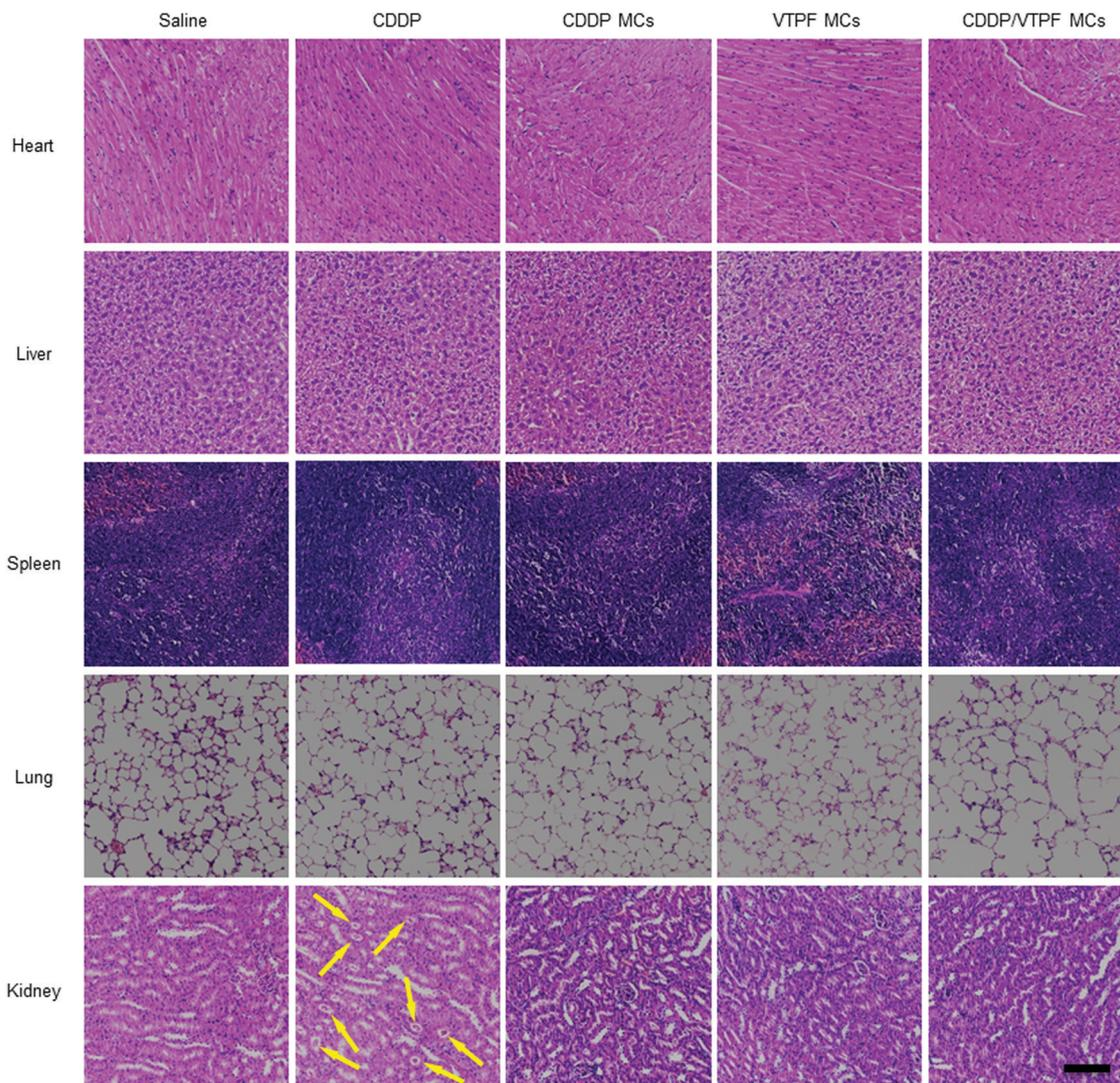 Saline CDDP CDDP MCs VTPF MCs CDDP/VTPF MCs
Heart
Liver
Spleen
Lung
Kidney